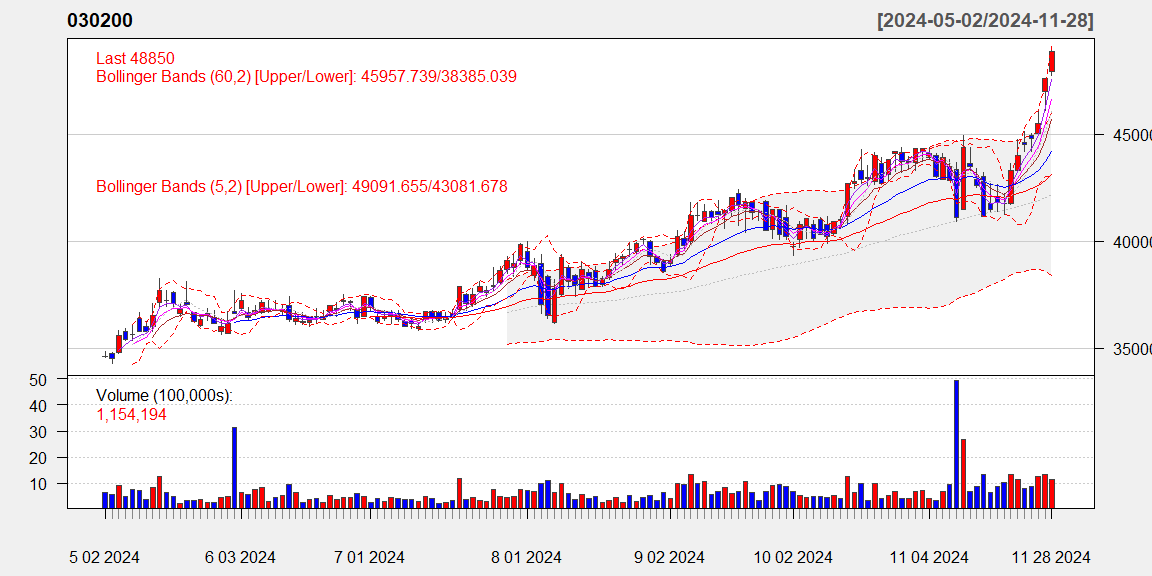 030200 [2024-05-02/2024-11-28]
Last 48850
Bollinger Bands (60,2) [Upper/Lower]: 45957.739/38385.039
Bollinger Bands (5,2) [Upper/Lower]: 49091.655/43081.678
45000
40000
35000
Volume (100,000s):
1,154,194
50
40
30
20
10
5 02 2024 6 03 2024 7 01 2024 8 01 2024 9 02 2024 10 02 2024 11 04 2024 11 28 2024